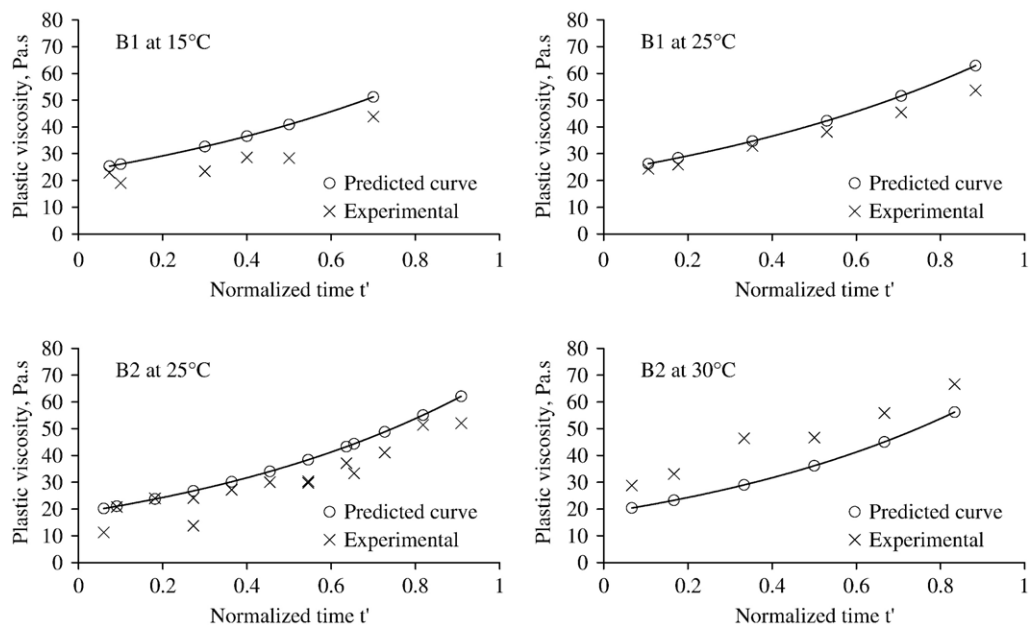 80
70
60
50
40
30
20
10
0
Plastic viscosity, Pa.s
B1 at 15°C
Predicted curve
Experimental
0 0.2 0.4 0.6 0.8 1
Normalized time t'
80
70
60
50
40
30
20
10
0
Plastic viscosity, Pa.s
B1 at 25°C
Predicted curve
Experimental
0 0.2 0.4 0.6 0.8 1
Normalized time t'
80
70
60
50
40
30
20
10
0
Plastic viscosity, Pa.s
B2 at 25°C
Predicted curve
Experimental
0 0.2 0.4 0.6 0.8 1
Normalized time t'
80
70
60
50
40
30
20
10
0
Plastic viscosity, Pa.s
B2 at 30°C
Predicted curve
Experimental
0 0.2 0.4 0.6 0.8 1
Normalized time t'